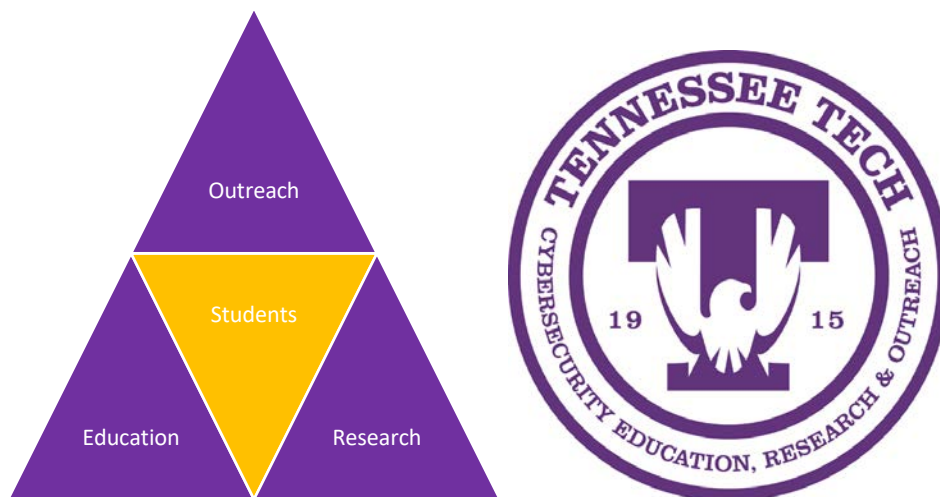 Outreach
Students
Education
Research
TENNESSEE TECH
19 15
CYBERSECURITY EDUCATION, RESEARCH & OUTREACH